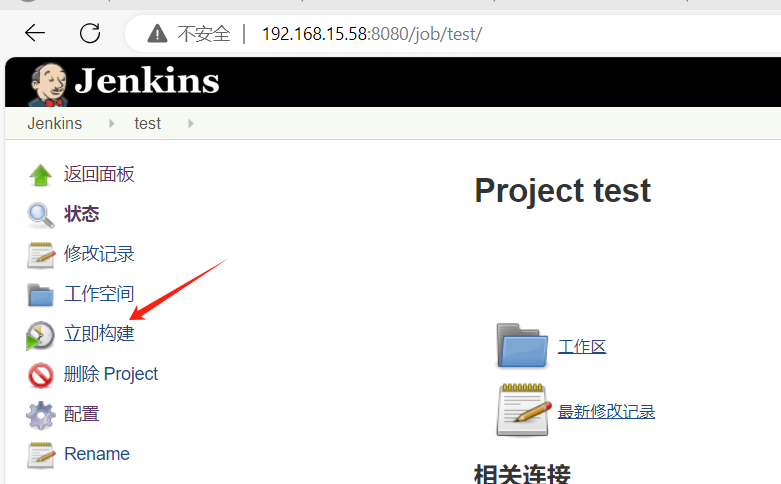 不安全 | 192.168.15.58:8080/job/test/
Jenkins
Jenkins test
返回面板
状态
修改记录
工作空间
立即构建
删除 Project
配置
Rename
Project test
工作区
最新修改记录
相关连接